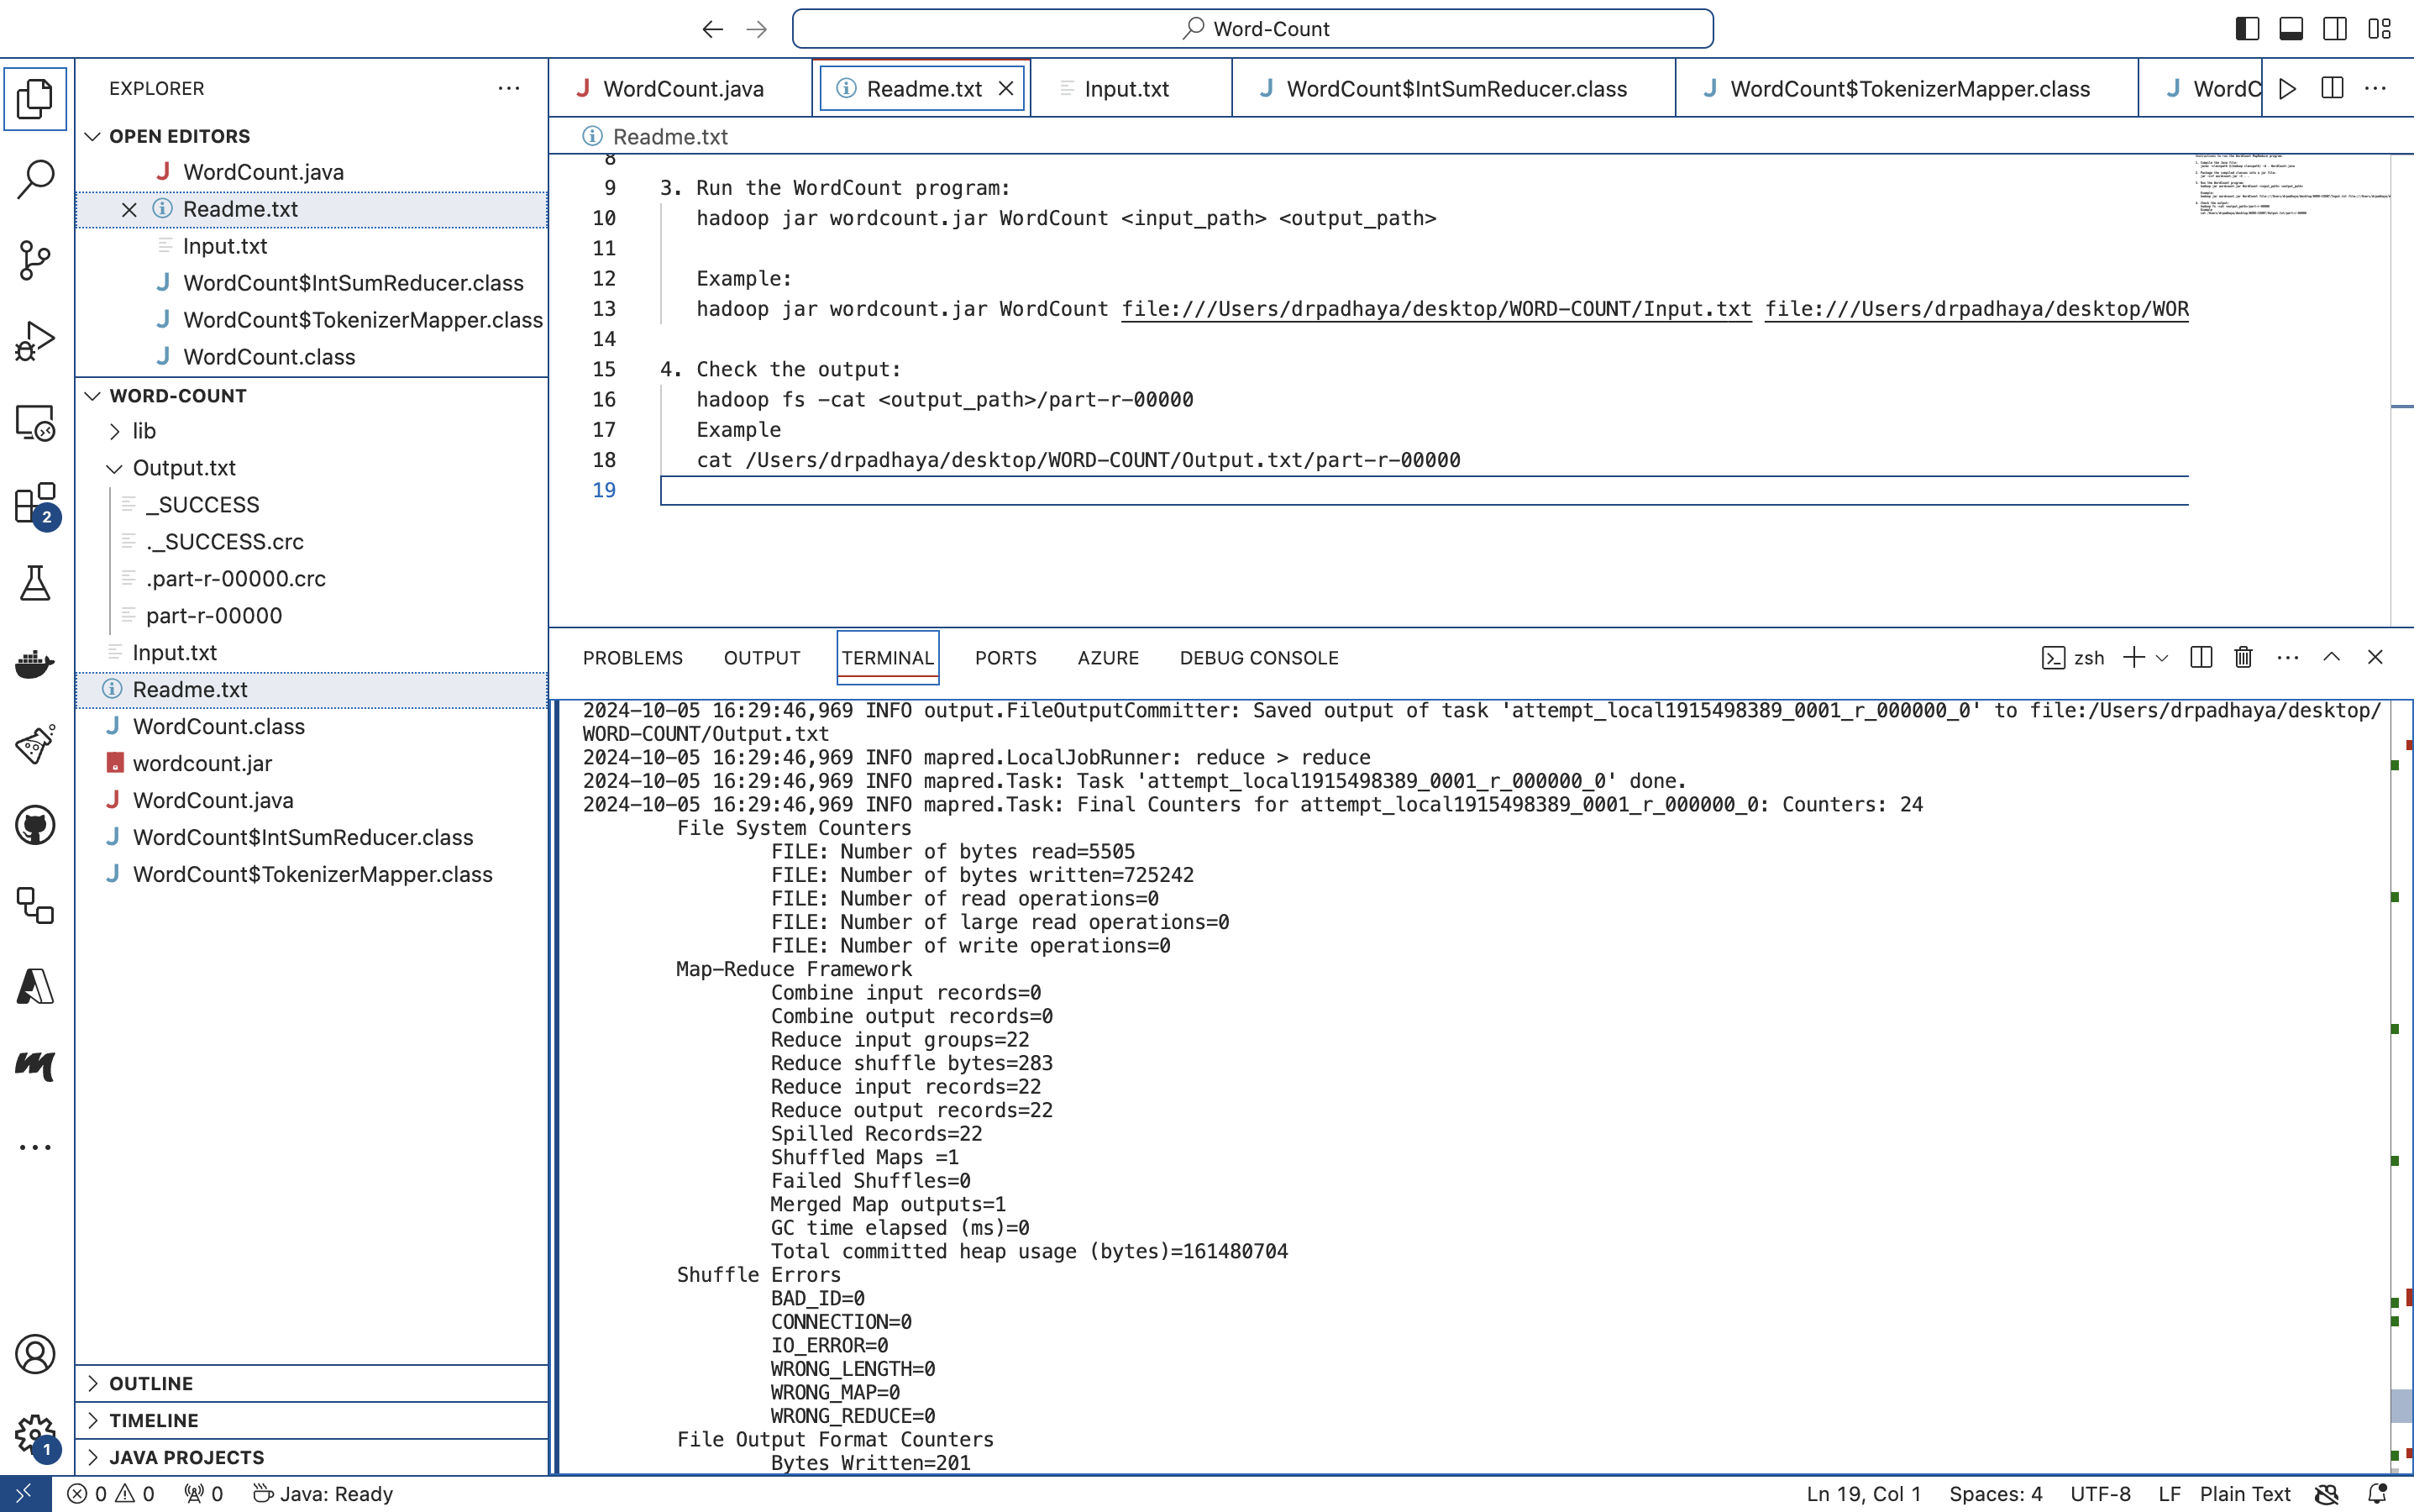 Word-Count
EXPLORER
OPEN EDITORS
WordCount.java
Readme.txt
Input.txt
WordCount$IntSumReducer.class
WordCount$TokenizerMapper.class
WordCount.class
WORD-COUNT
lib
Output.txt
_SUCCESS
._SUCCESS.crc
.part-r-00000.crc
part-r-00000
Input.txt
Readme.txt
WordCount.class
wordcount.jar
WordCount.java
WordCount$IntSumReducer.class
WordCount$TokenizerMapper.class
OUTLINE
TIMELINE
JAVA PROJECTS
2
1
WordCount.java Readme.txt Input.txt WordCount$IntSumReducer.class WordCount$TokenizerMapper.class WordC
Readme.txt
8
9 3. Run the WordCount program:
10 hadoop jar wordcount.jar WordCount <input_path> <output_path>
11
12 Example:
13 hadoop jar wordcount.jar WordCount file:///Users/drpadhaya/desktop/WORD-COUNT/Input.txt file:///Users/drpadhaya/desktop/WOR
14
15 4. Check the output:
16 hadoop fs -cat <output_path>/part-r-00000
17 Example
18 cat /Users/drpadhaya/desktop/WORD-COUNT/Output.txt/part-r-00000
19
PROBLEMS OUTPUT TERMINAL PORTS AZURE DEBUG CONSOLE zsh
2024-10-05 16:29:46,969 INFO output.FileOutputCommitter: Saved output of task 'attempt_local1915498389_0001_r_000000_0' to file:/Users/drpadhaya/desktop/
WORD-COUNT/Output.txt
2024-10-05 16:29:46,969 INFO mapred.LocalJobRunner: reduce > reduce
2024-10-05 16:29:46,969 INFO mapred.Task: Task 'attempt_local1915498389_0001_r_000000_0' done.
2024-10-05 16:29:46,969 INFO mapred.Task: Final Counters for attempt_local1915498389_0001_r_000000_0: Counters: 24
File System Counters
FILE: Number of bytes read=5505
FILE: Number of bytes written=725242
FILE: Number of read operations=0
FILE: Number of large read operations=0
FILE: Number of write operations=0
Map-Reduce Framework
Combine input records=0
Combine output records=0
Reduce input groups=22
Reduce shuffle bytes=283
Reduce input records=22
Reduce output records=22
Spilled Records=22
Shuffled Maps =1
Failed Shuffles=0
Merged Map outputs=1
GC time elapsed (ms)=0
Total committed heap usage (bytes)=161480704
Shuffle Errors
BAD_ID=0
CONNECTION=0
IO_ERROR=0
WRONG_LENGTH=0
WRONG_MAP=0
WRONG_REDUCE=0
File Output Format Counters
Bytes Written=201
0 0 0 Java: Ready Ln 19, Col 1 Spaces: 4 UTF-8 LF Plain Text